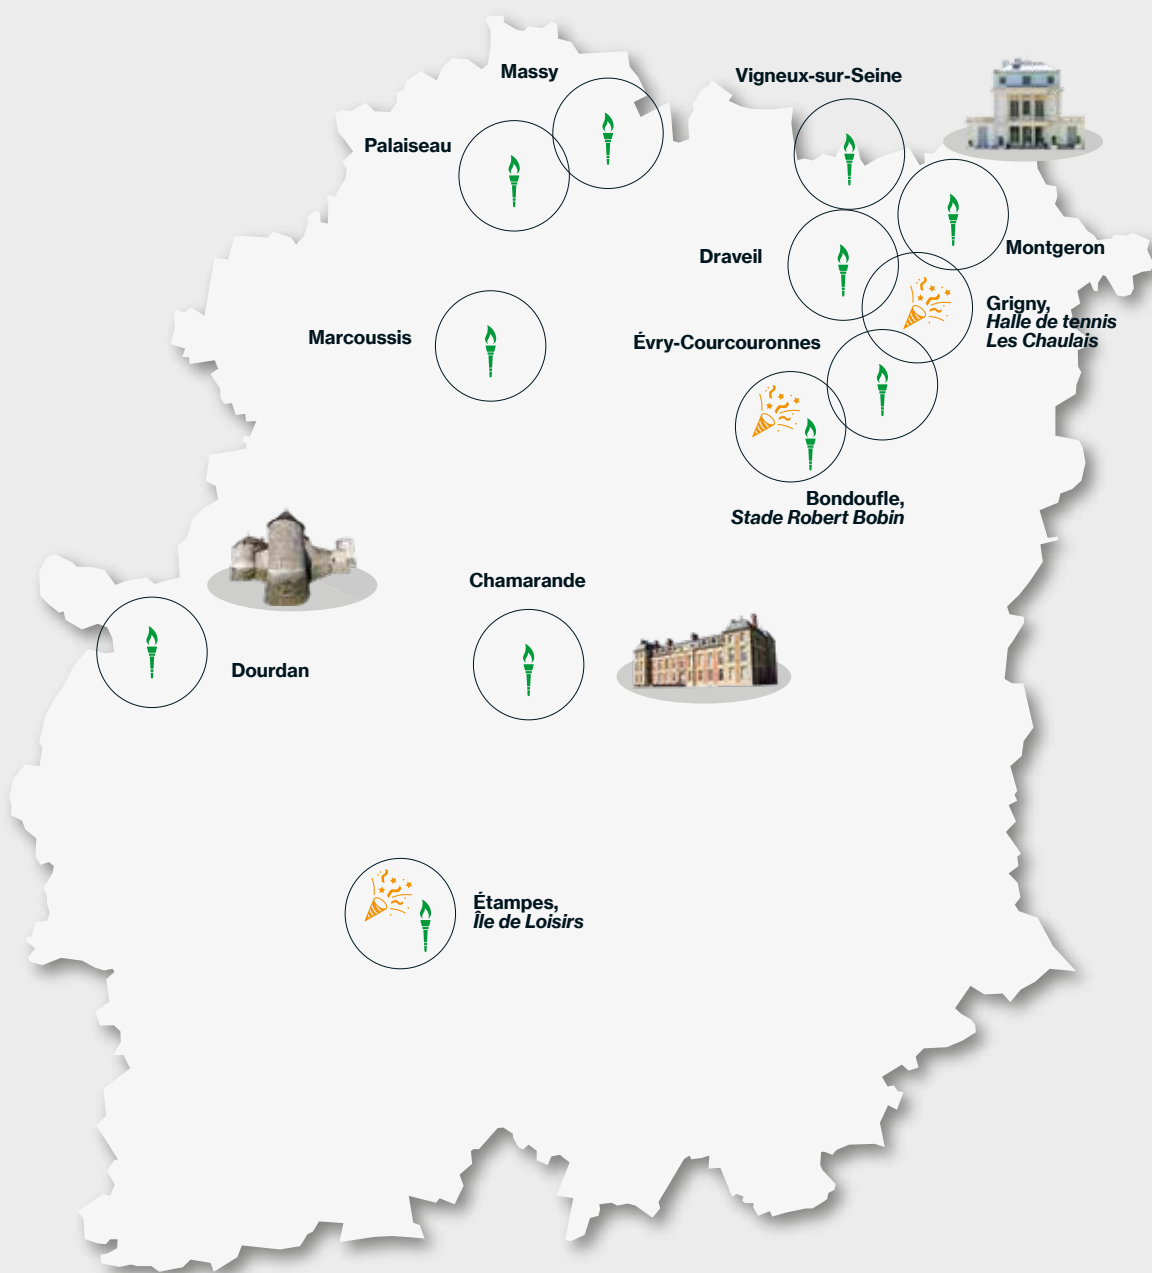 Massy
Vigneux-sur-Seine
Palaiseau
Montgeron
Draveil
Grigny,
Halle de tennis
Les Chaulais
Marcoussis
Évry-Courcouronnes
Bondoufle,
Stade Robert Bobin
Chamarande
Dourdan
Étampes,
Île de Loisirs